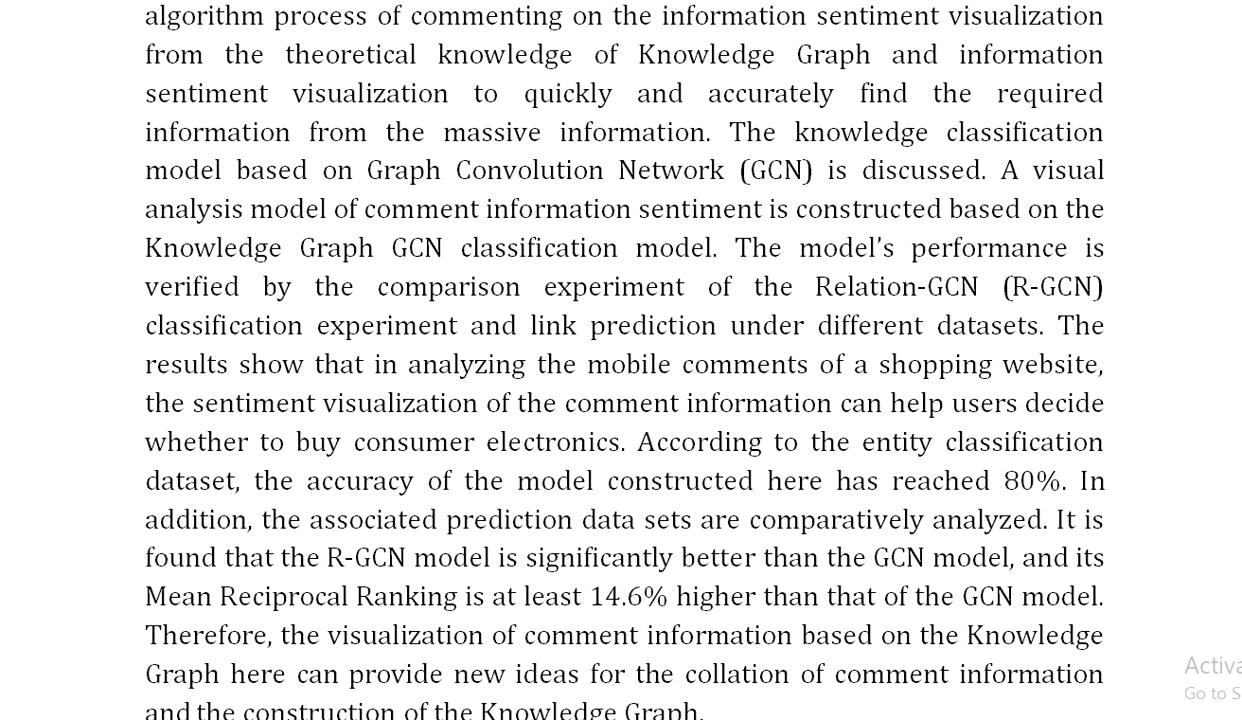 algorithm process of commenting on the information sentiment visualization
from the theoretical knowledge of Knowledge Graph and information
sentiment visualization to quickly and accurately find the required
information from the massive information. The knowledge classification
model based on Graph Convolution Network (GCN) is discussed. A visual
analysis model of comment information sentiment is constructed based on the
Knowledge Graph GCN classification model. The model’s performance is
verified by the comparison experiment of the Relation-GCN (R-GCN)
classification experiment and link prediction under different datasets. The
results show that in analyzing the mobile comments of a shopping website,
the sentiment visualization of the comment information can help users decide
whether to buy consumer electronics. According to the entity classification
dataset, the accuracy of the model constructed here has reached 80%. In
addition, the associated prediction data sets are comparatively analyzed. It is
found that the R-GCN model is significantly better than the GCN model, and its
Mean Reciprocal Ranking is at least 14.6% higher than that of the GCN model.
Therefore, the visualization of comment information based on the Knowledge
Graph here can provide new ideas for the collation of comment information
and the construction of the Knowledge Graph.
Activa
Go to S